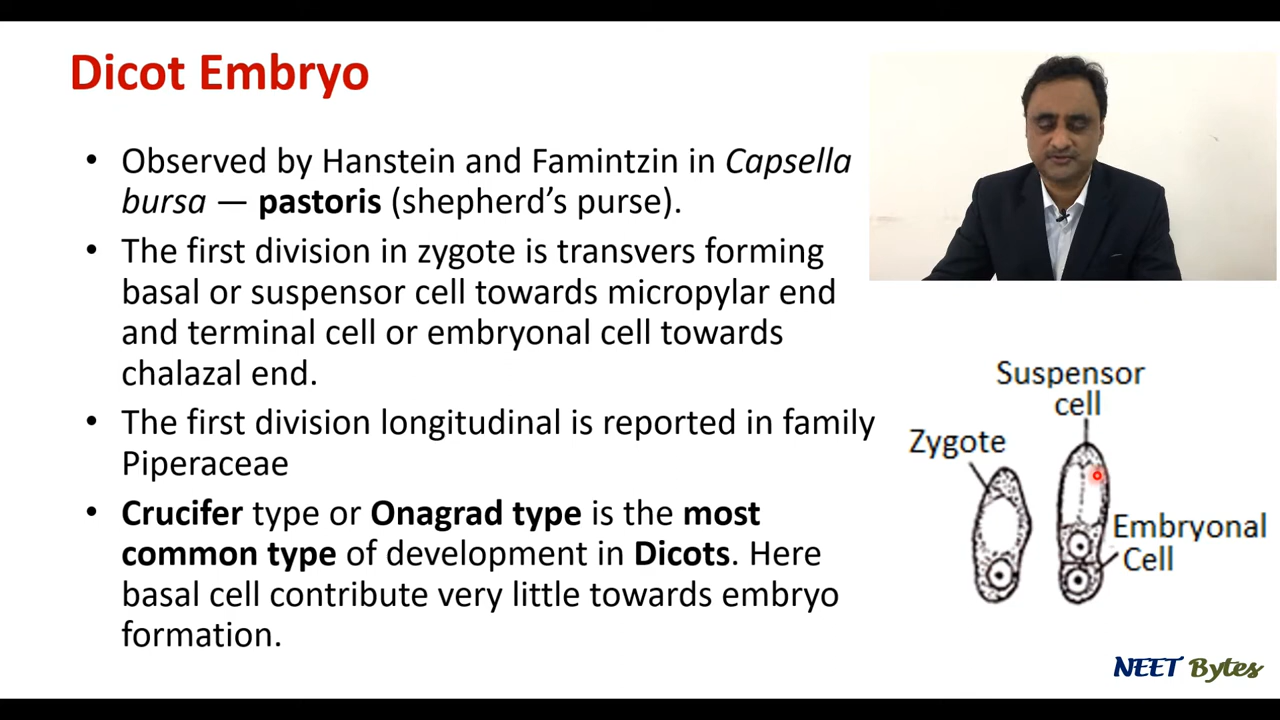 Dicot Embryo
• Observed by Hanstein and Famintzin in Capsella
bursa — pastoris (shepherd’s purse).
• The first division in zygote is transvers forming
basal or suspensor cell towards micropylar end
and terminal cell or embryonal cell towards
chalazal end.
• The first division longitudinal is reported in family
Piperaceae
• Crucifer type or Onagrad type is the most
common type of development in Dicots. Here
basal cell contribute very little towards embryo
formation.
Suspensor
cell
Zygote
Embryonal
Cell
NEET Bytes